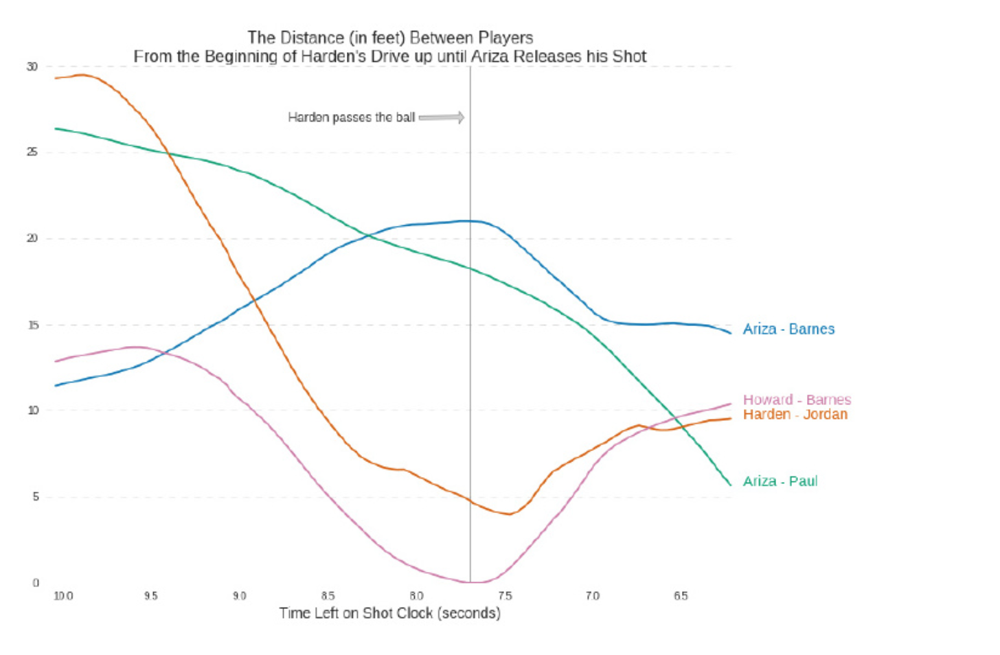 The Distance (in feet) Between Players
From the Beginning of Harden's Drive up until Ariza Releases his Shot
30
Harden passes the ball
25
20
15
Ariza - Barnes
10
Howard - Barnes
Harden - Jordan
5
Ariza - Paul
0
10.0 9.5 9.0 8.5 8.0 7.5 7.0 6.5
Time Left on Shot Clock (seconds)